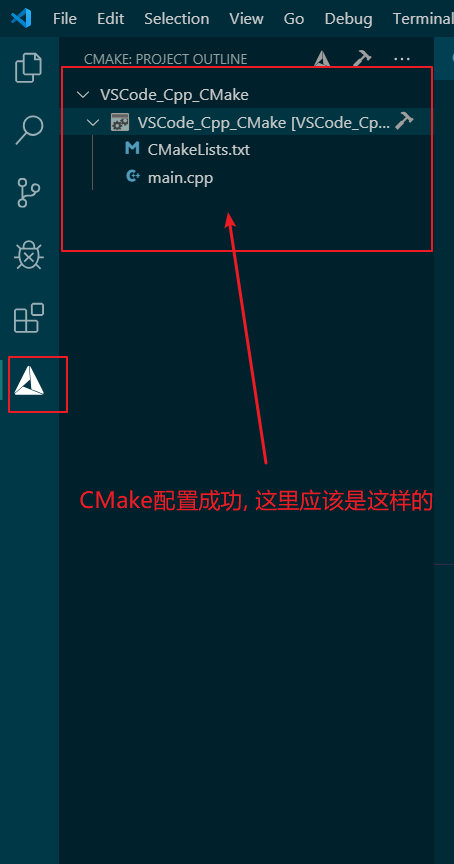 File Edit Selection View Go Debug Terminal
CMAKE: PROJECT OUTLINE
VSCode_Cpp_CMake
VSCode_Cpp_CMake [VSCode_Cp...
CMakeLists.txt
main.cpp
CMake配置成功, 这里应该是这样的